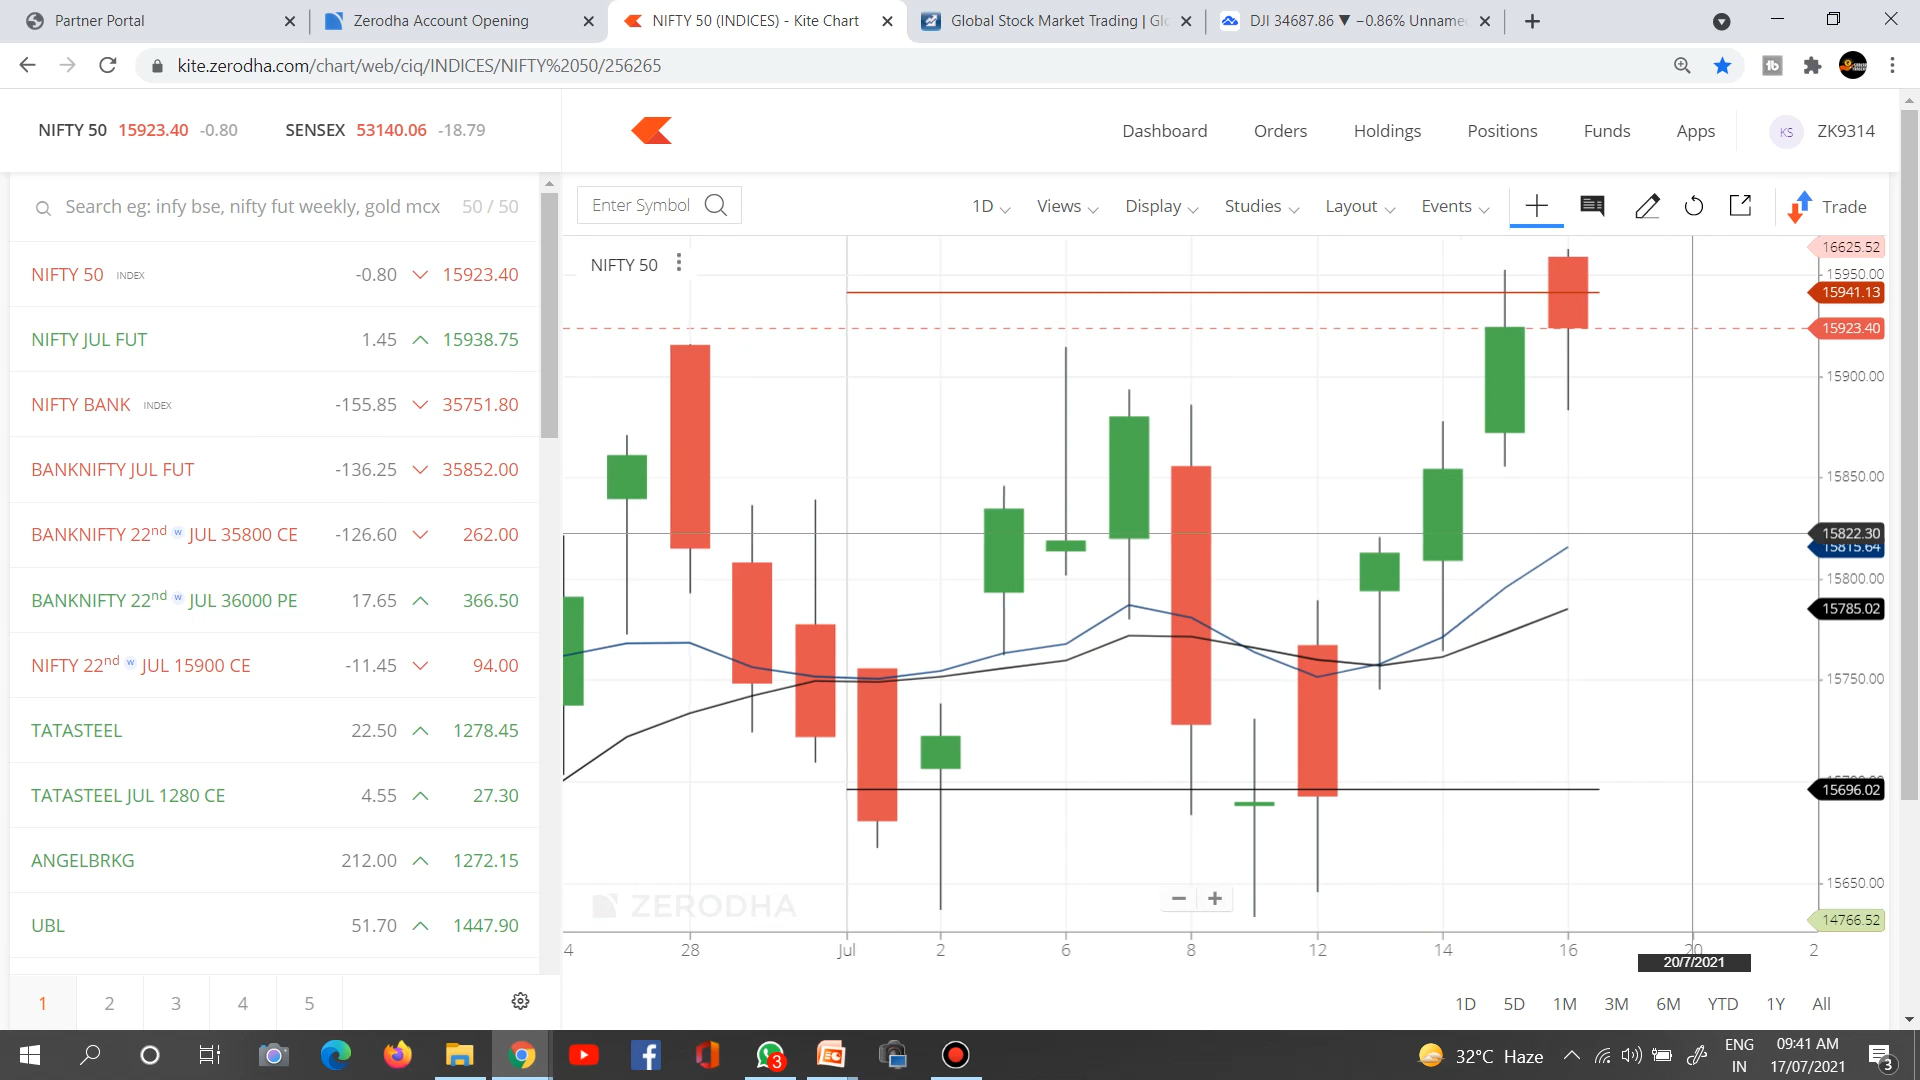 Partner Portal
Zerodha Account Opening
NIFTY 50 (INDICES) - Kite Chart
Global Stock Market Trading | Gl
DJI 34687.86 ▼ −0.86% Unname
kite.zerodha.com/chart/web/ciq/INDICES/NIFTY%2050/256265
NIFTY 50 15923.40 -0.80 SENSEX 53140.06 -18.79
Dashboard Orders Holdings Positions Funds Apps KS ZK9314
Search eg: infy bse, nifty fut weekly, gold mcx 50 / 50
Enter Symbol 1D Views Display Studies Layout Events Trade
NIFTY 50 INDEX -0.80 15923.40
NIFTY JUL FUT 1.45 15938.75
NIFTY BANK INDEX -155.85 35751.80
BANKNIFTY JUL FUT -136.25 35852.00
BANKNIFTY 22nd w JUL 35800 CE -126.60 262.00
BANKNIFTY 22nd w JUL 36000 PE 17.65 366.50
NIFTY 22nd w JUL 15900 CE -11.45 94.00
TATASTEEL 22.50 1278.45
TATASTEEL JUL 1280 CE 4.55 27.30
ANGELBRKG 212.00 1272.15
UBL 51.70 1447.90
1 2 3 4 5
NIFTY 50
16625.52
15950.00
15941.13
15923.40
15900.00
15850.00
15822.30
15815.64
15800.00
15785.02
15750.00
15696.02
15650.00
14766.52
ZERODHA
− +
4 28 Jul 2 6 8 12 14 16 20 2
20/7/2021
1D 5D 1M 3M 6M YTD 1Y All
3
32°C Haze
ENG
IN
09:41 AM
17/07/2021
3